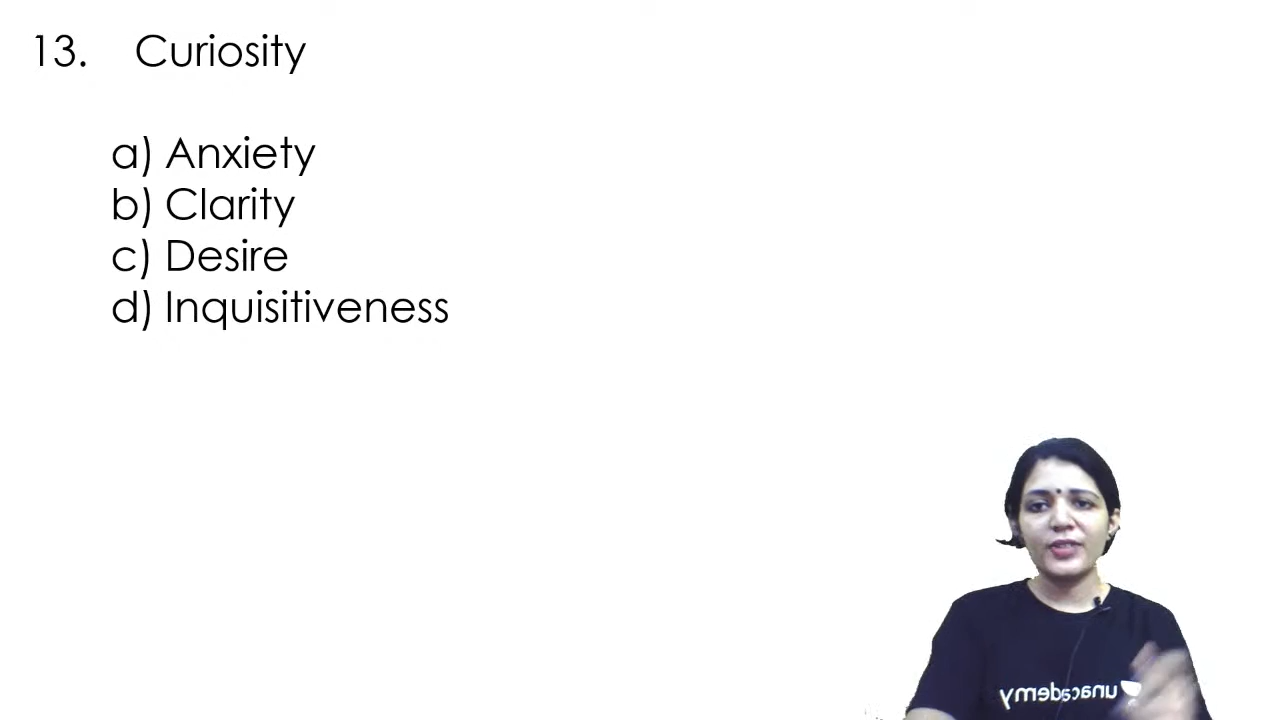 13. Curiosity
a) Anxiety
b) Clarity
c) Desire
d) Inquisitiveness
unacademy